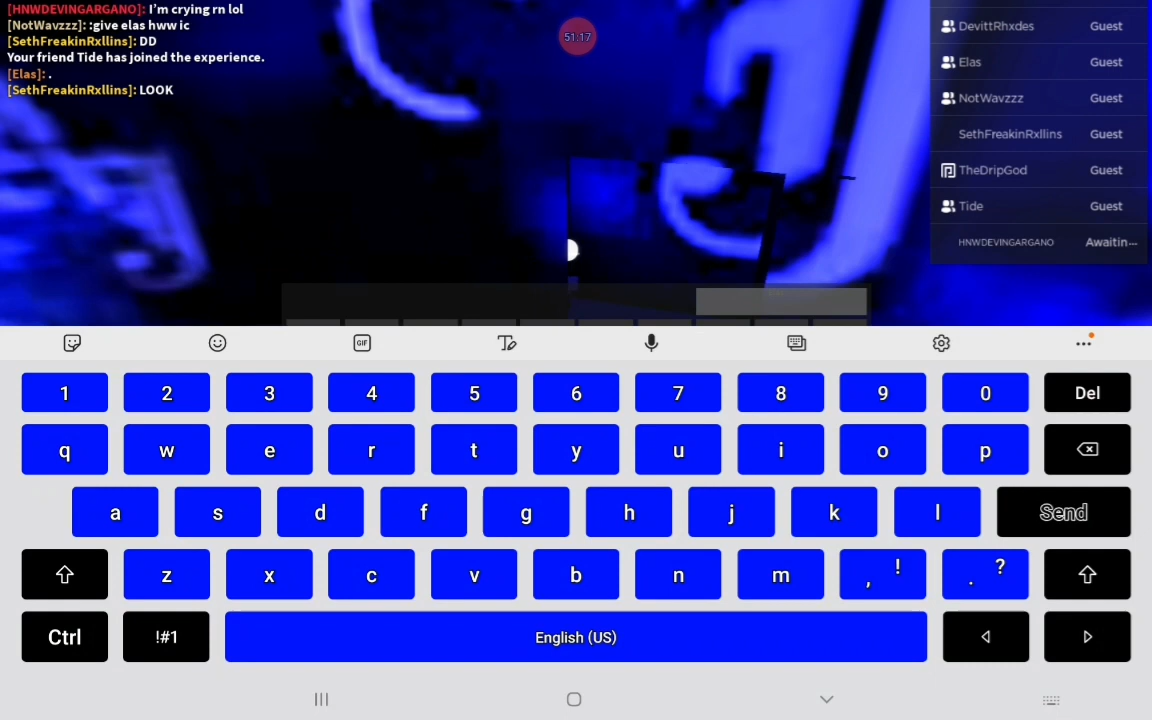 [HNWDEVINGARGANO]: I'm crying rn lol
[NotWavzzz]: :give elas hww ic
[SethFreakinRxllins]: DD
Your friend Tide has joined the experience.
[Elas]: .
[SethFreakinRxllins]: LOOK
51:17
DevittRhxdes Guest
Elas Guest
NotWavzzz Guest
SethFreakinRxllins Guest
TheDripGod Guest
Tide Guest
HNWDEVINGARGANO Awaitin...
GIF
1 2 3 4 5 6 7 8 9 0 Del
q w e r t y u i o p
a s d f g h j k l Send
z x c v b n m , ! . ?
Ctrl !#1 English (US)